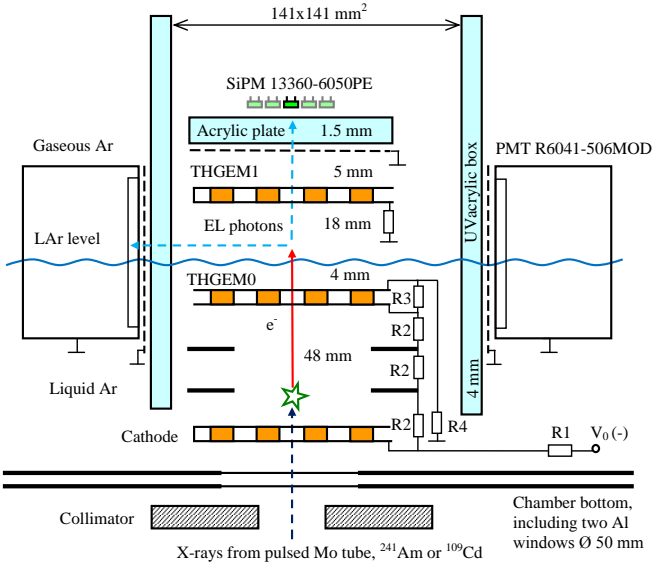 141x141 mm²
SiPM 13360-6050PE
Acrylic plate 1.5 mm
Gaseous Ar
PMT R6041-506MOD
THGEM1 5 mm
UVacrylic box
EL photons 18 mm
LAr level
THGEM0 4 mm
R3
e⁻
R2
48 mm
R2
Liquid Ar
4 mm
Cathode
R2
R4
R1
V₀ (-)
Collimator
Chamber bottom,
including two Al
windows Ø 50 mm
X-rays from pulsed Mo tube, ²⁴¹Am or ¹⁰⁹Cd